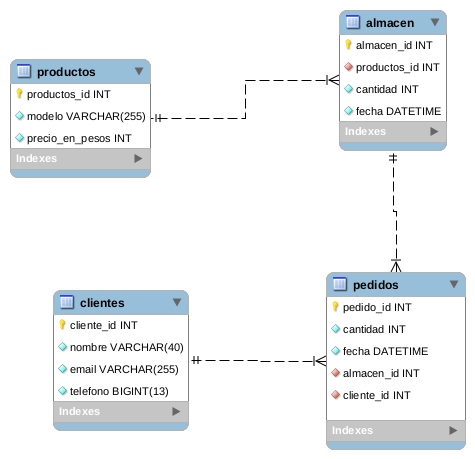 productos
productos_id INT
modelo VARCHAR(255)
precio_en_pesos INT
Indexes
almacen
almacen_id INT
productos_id INT
cantidad INT
fecha DATETIME
Indexes
clientes
cliente_id INT
nombre VARCHAR(40)
email VARCHAR(255)
telefono BIGINT(13)
Indexes
pedidos
pedido_id INT
cantidad INT
fecha DATETIME
almacen_id INT
cliente_id INT
Indexes